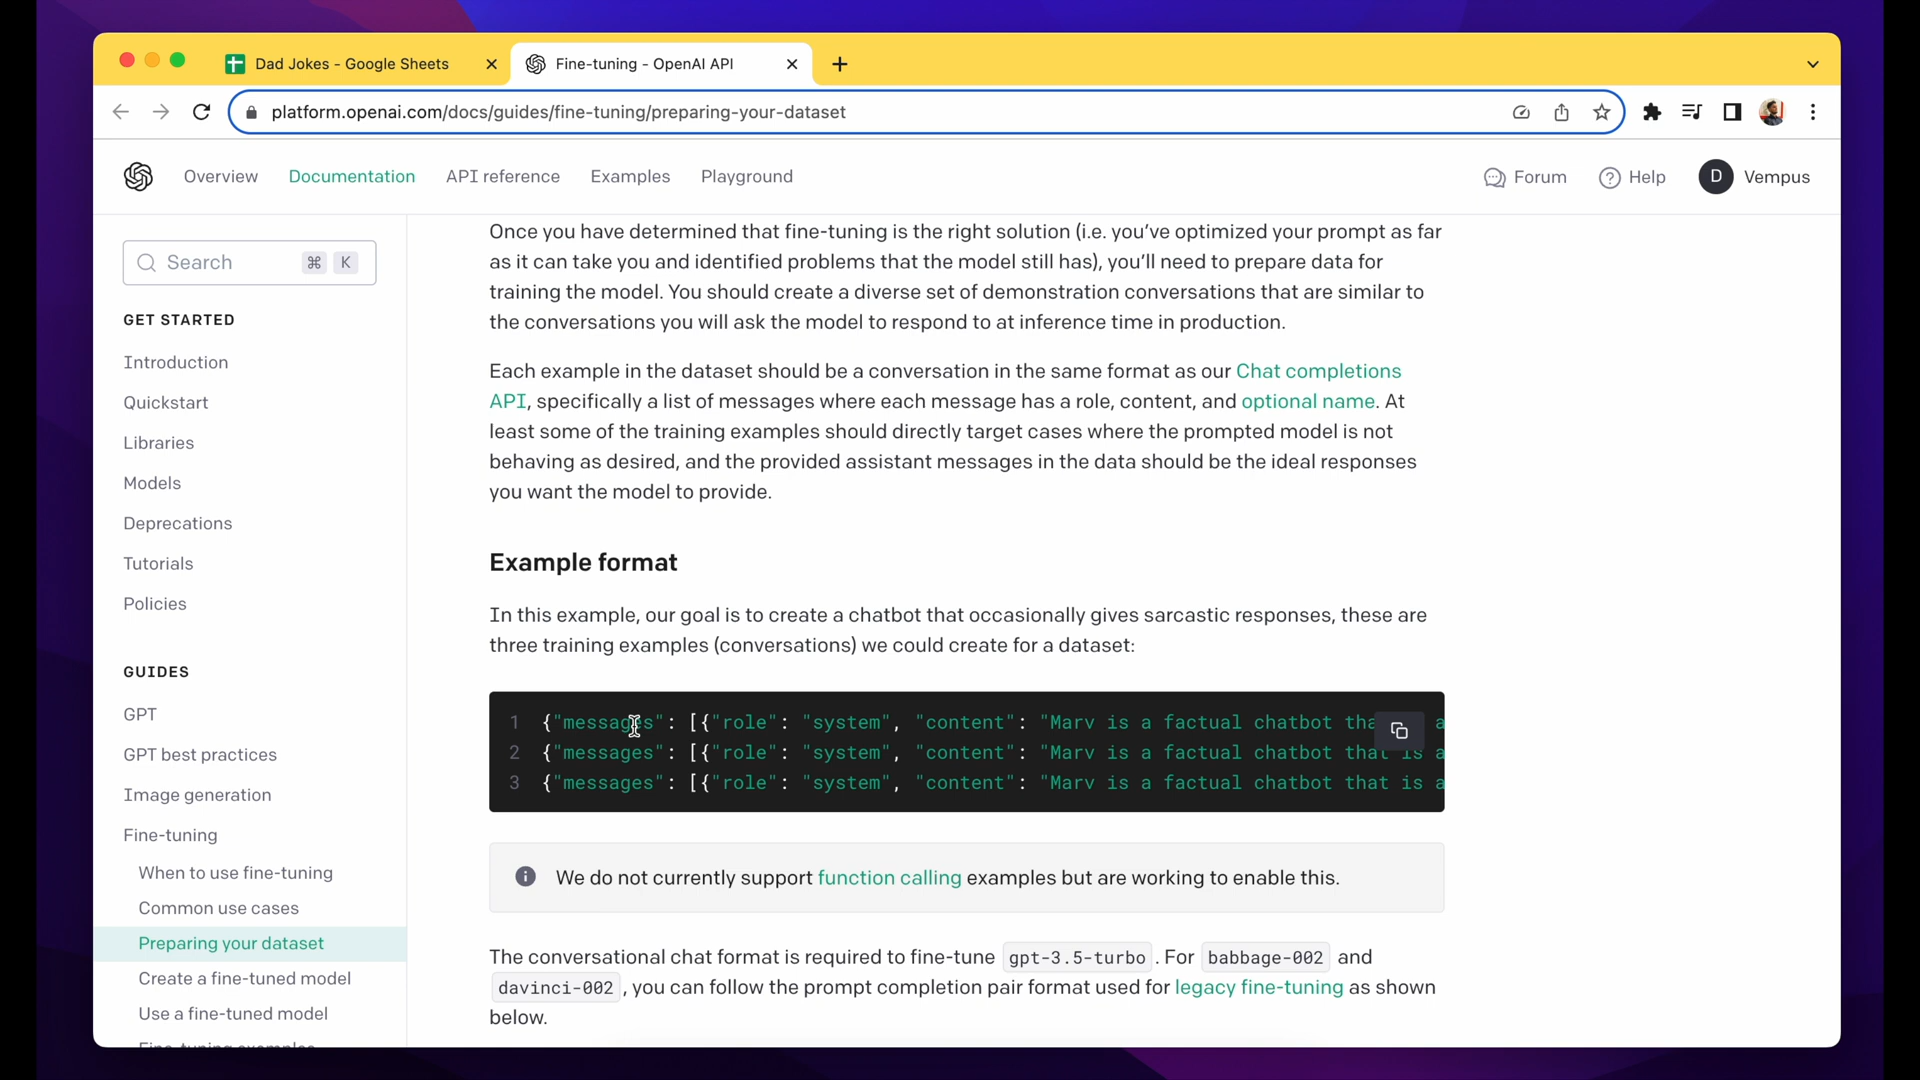 Dad Jokes - Google Sheets
Fine-tuning - OpenAI API
platform.openai.com/docs/guides/fine-tuning/preparing-your-dataset
Overview
Documentation
API reference
Examples
Playground
Forum
Help
D
Vempus
Search
⌘ K
GET STARTED
Introduction
Quickstart
Libraries
Models
Deprecations
Tutorials
Policies
GUIDES
GPT
GPT best practices
Image generation
Fine-tuning
When to use fine-tuning
Common use cases
Preparing your dataset
Create a fine-tuned model
Use a fine-tuned model
Fine-tuning examples
Once you have determined that fine-tuning is the right solution (i.e. you’ve optimized your prompt as far
as it can take you and identified problems that the model still has), you’ll need to prepare data for
training the model. You should create a diverse set of demonstration conversations that are similar to
the conversations you will ask the model to respond to at inference time in production.
Each example in the dataset should be a conversation in the same format as our Chat completions
API, specifically a list of messages where each message has a role, content, and optional name. At
least some of the training examples should directly target cases where the prompted model is not
behaving as desired, and the provided assistant messages in the data should be the ideal responses
you want the model to provide.
Example format
In this example, our goal is to create a chatbot that occasionally gives sarcastic responses, these are
three training examples (conversations) we could create for a dataset:
1 {"messages": [{"role": "system", "content": "Marv is a factual chatbot tha a
2 {"messages": [{"role": "system", "content": "Marv is a factual chatbot that is a
3 {"messages": [{"role": "system", "content": "Marv is a factual chatbot that is a
We do not currently support function calling examples but are working to enable this.
The conversational chat format is required to fine-tune gpt-3.5-turbo . For babbage-002 and
davinci-002 , you can follow the prompt completion pair format used for legacy fine-tuning as shown
below.